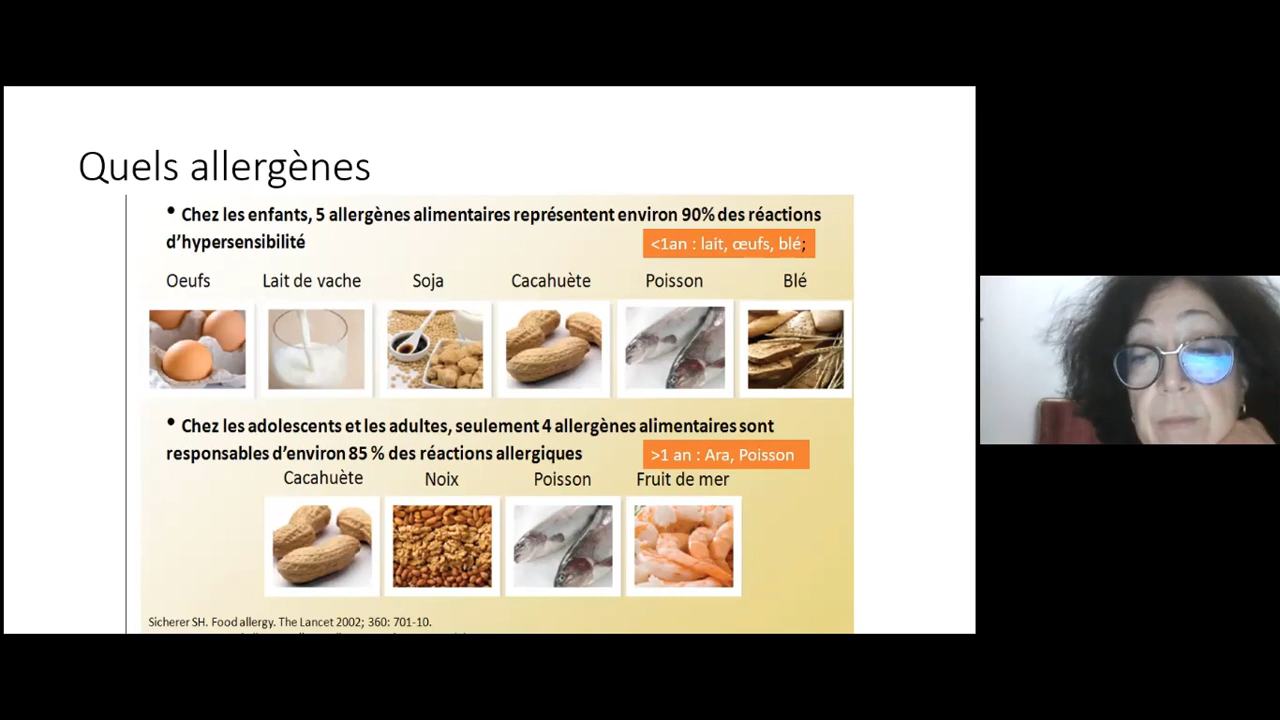 Quels allergènes
• Chez les enfants, 5 allergènes alimentaires représentent environ 90% des réactions
d’hypersensibilité
<1an : lait, œufs, blé;
Oeufs Lait de vache Soja Cacahuète Poisson Blé
• Chez les adolescents et les adultes, seulement 4 allergènes alimentaires sont
responsables d’environ 85 % des réactions allergiques
>1 an : Ara, Poisson
Cacahuète Noix Poisson Fruit de mer
Sicherer SH. Food allergy. The Lancet 2002; 360: 701-10.